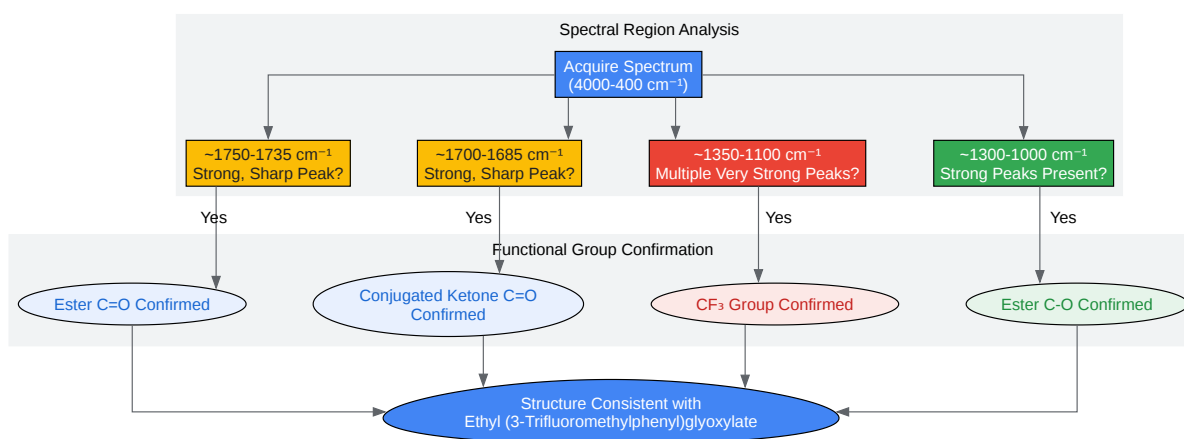 Spectral Region Analysis
Acquire Spectrum
(4000-400 cm⁻¹)
~1750-1735 cm⁻¹
Strong, Sharp Peak?
~1700-1685 cm⁻¹
Strong, Sharp Peak?
~1350-1100 cm⁻¹
Multiple Very Strong Peaks?
~1300-1000 cm⁻¹
Strong Peaks Present?
Yes
Yes
Yes
Yes
Functional Group Confirmation
Ester C=O Confirmed
Conjugated Ketone C=O
Confirmed
CF₃ Group Confirmed
Ester C-O Confirmed
Structure Consistent with
Ethyl (3-Trifluoromethylphenyl)glyoxylate